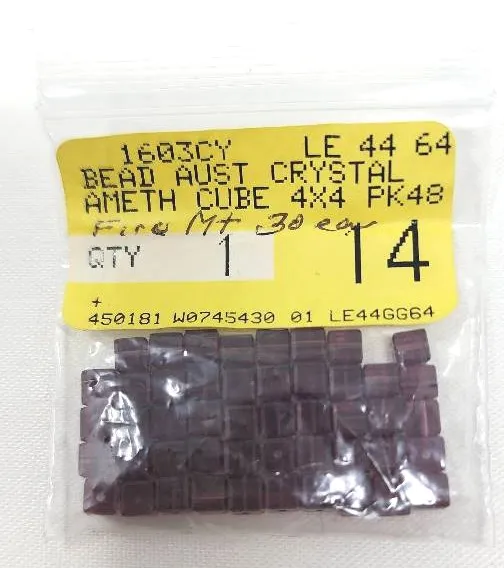 1603CY LE 44 64
BEAD AUST CRYSTAL
AMETH CUBE 4X4 PK48
Fire Mt 30 ea
QTY 1 14
+
450181 W0745430 01 LE44GG64